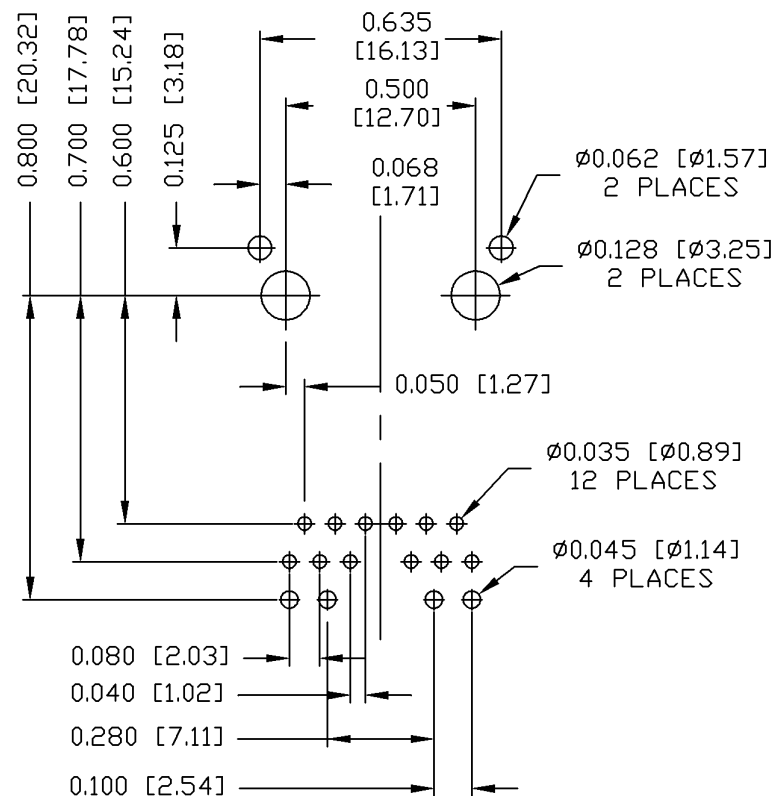 0.635
[16.13]
0.500
[12.70]
0.068
[1.71]
0.800 [20.32]
0.700 [17.78]
0.600 [15.24]
0.125 [3.18]
ø0.062 [ø1.57]
2 PLACES
ø0.128 [ø3.25]
2 PLACES
0.050 [1.27]
ø0.035 [ø0.89]
12 PLACES
ø0.045 [ø1.14]
4 PLACES
0.080 [2.03]
0.040 [1.02]
0.280 [7.11]
0.100 [2.54]